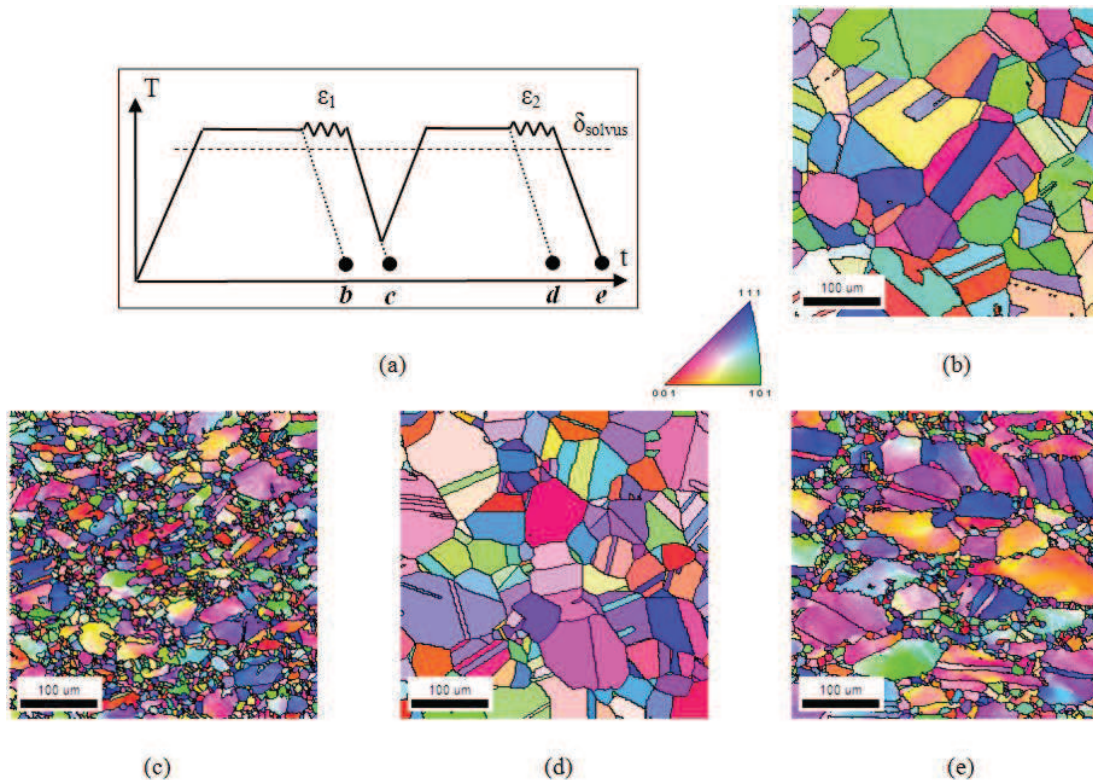 T
ε1
ε2
δsolvus
t
b
c
d
e
(a)
100 um
(b)
111
001
101
100 um
(c)
100 um
(d)
100 um
(e)